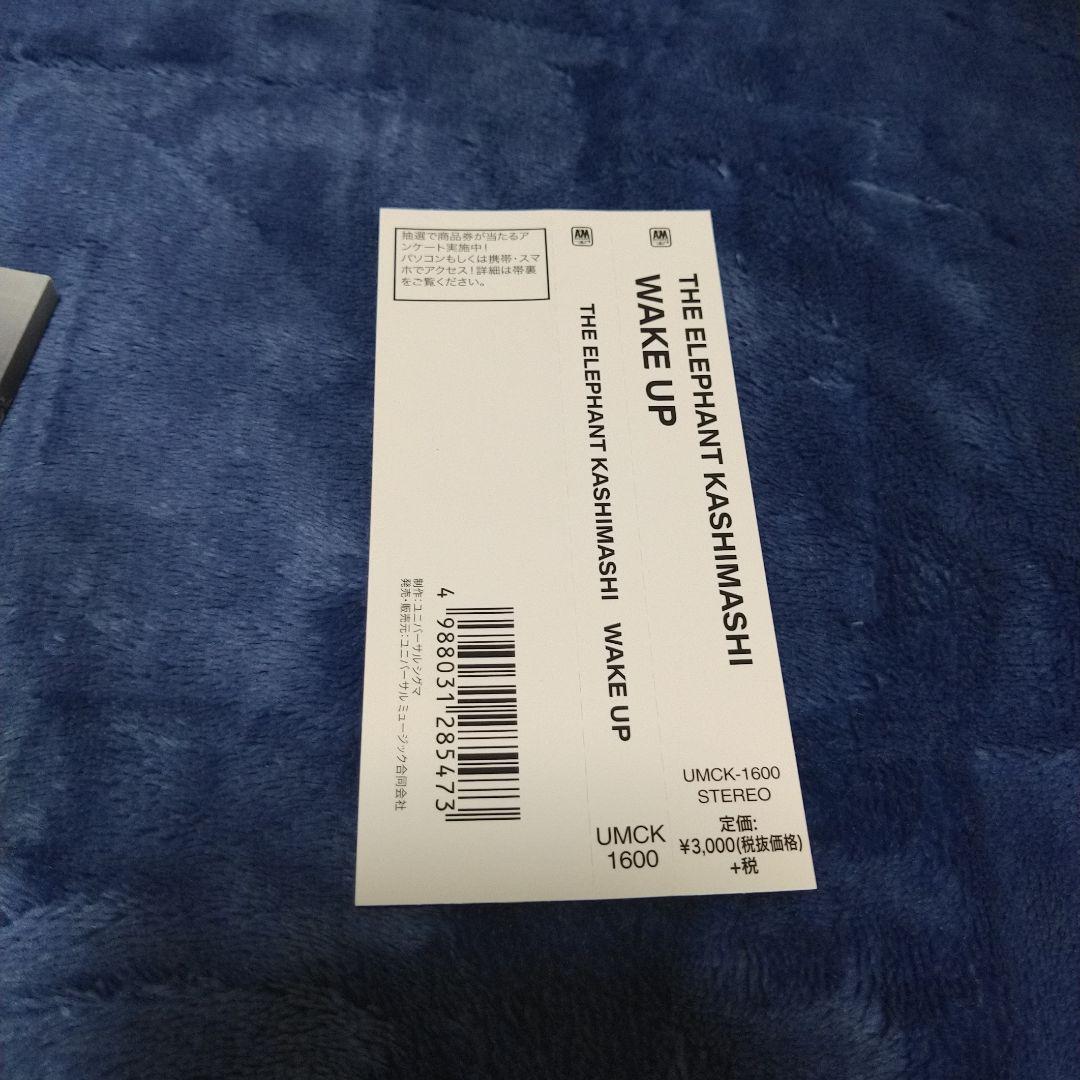 抽選で商品券が当たるア
ンケート実施中!
パソコンもしくは携帯・スマ
ホでアクセス!詳細は帯裏
をご覧ください。
制作:ユニバーサル シグマ
発売・販売元:ユニバーサル ミュージック合同会社
4 988031 285473
AM
THE ELEPHANT KASHIMASHI WAKE UP
UMCK
1600
AM
THE ELEPHANT KASHIMASHI
WAKE UP
UMCK-1600
STEREO
定価:
¥3,000(税抜価格)
+税